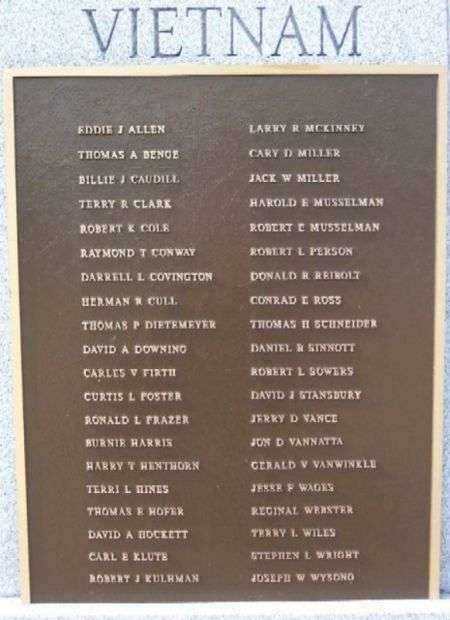 VIETNAM
EDDIE J ALLEN
THOMAS A BENGE
BILLIE J CAUDILL
TERRY R CLARK
ROBERT K COLE
RAYMOND T CONWAY
DARRELL L COVINGTON
HERMAN R CULL
THOMAS P DIETEMEYER
DAVID A DOWNING
CARLES V FIRTH
CURTIS L FOSTER
RONALD L FRAZER
BURNIE HARRIS
HARRY T HENTHORN
TERRI L HINES
THOMAS E HOFER
DAVID A HOCKETT
CARL E KLUTE
ROBERT J KULHMAN
LARRY R MCKINNEY
CARY D MILLER
JACK W MILLER
HAROLD E MUSSELMAN
ROBERT E MUSSELMAN
ROBERT L PERSON
DONALD R REIBOLT
CONRAD E ROSS
THOMAS H SCHNEIDER
DANIEL B SINNOTT
ROBERT L SOWERS
DAVID J STANSBURY
JERRY D VANCE
JON D VANNATTA
GERALD V VANWINKLE
JESSE F WADES
REGINAL WEBSTER
TERRY L WILES
STEPHEN L WRIGHT
JOSEPH W WYSONG